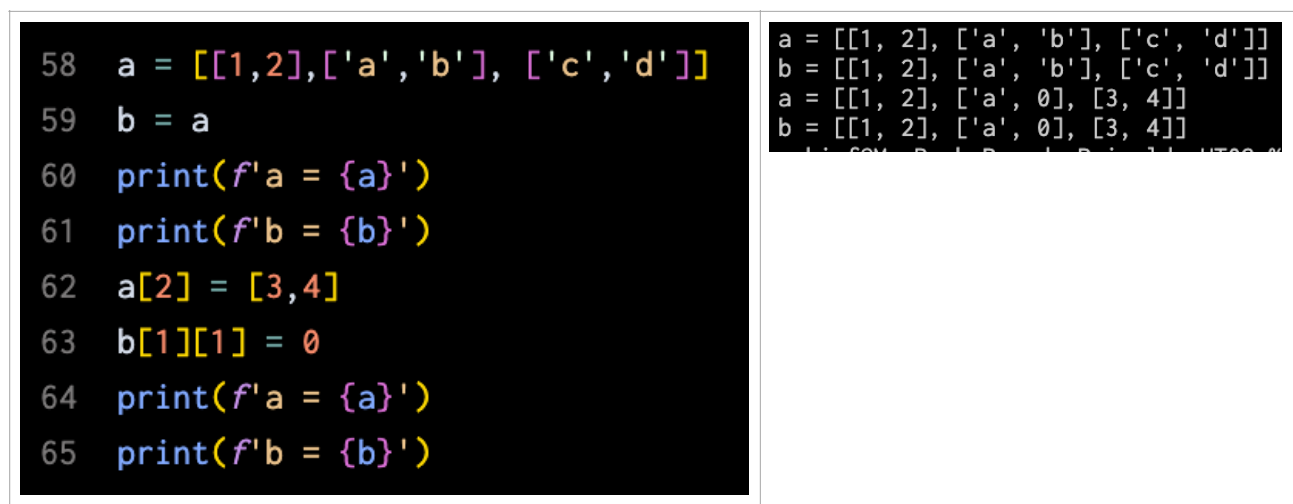 58 a = [[1,2],['a','b'], ['c','d']]
59 b = a
60 print(f'a = {a}')
61 print(f'b = {b}')
62 a[2] = [3,4]
63 b[1][1] = 0
64 print(f'a = {a}')
65 print(f'b = {b}')
a = [[1, 2], ['a', 'b'], ['c', 'd']]
b = [[1, 2], ['a', 'b'], ['c', 'd']]
a = [[1, 2], ['a', 0], [3, 4]]
b = [[1, 2], ['a', 0], [3, 4]]